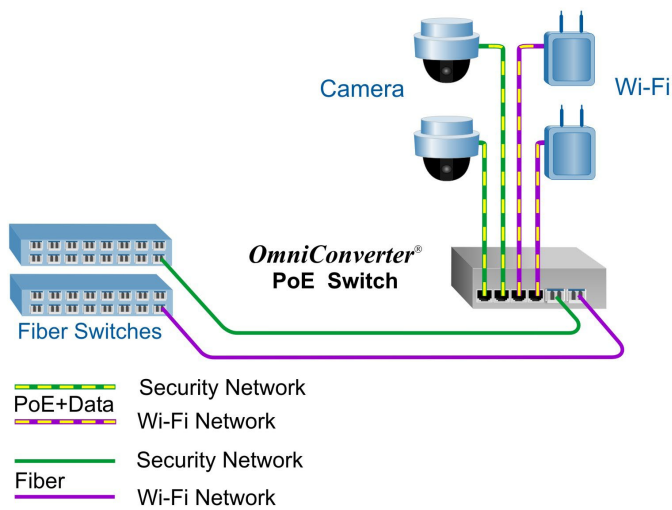 Camera
Wi-Fi
OmniConverter®
PoE Switch
Fiber Switches
PoE+Data
Security Network
Wi-Fi Network
Fiber
Security Network
Wi-Fi Network